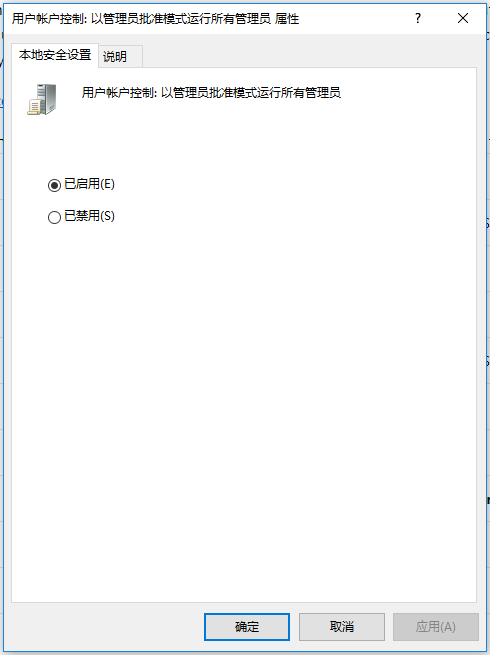 用户帐户控制: 以管理员批准模式运行所有管理员 属性
?
本地安全设置
说明
用户帐户控制: 以管理员批准模式运行所有管理员
已启用(E)
已禁用(S)
确定
取消
应用(A)